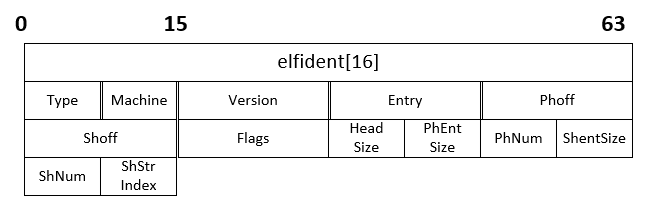 0 15 63
elfident[16]
Type Machine Version Entry Phoff
Shoff Flags Head Size PhEnt Size PhNum ShentSize
ShNum ShStr Index